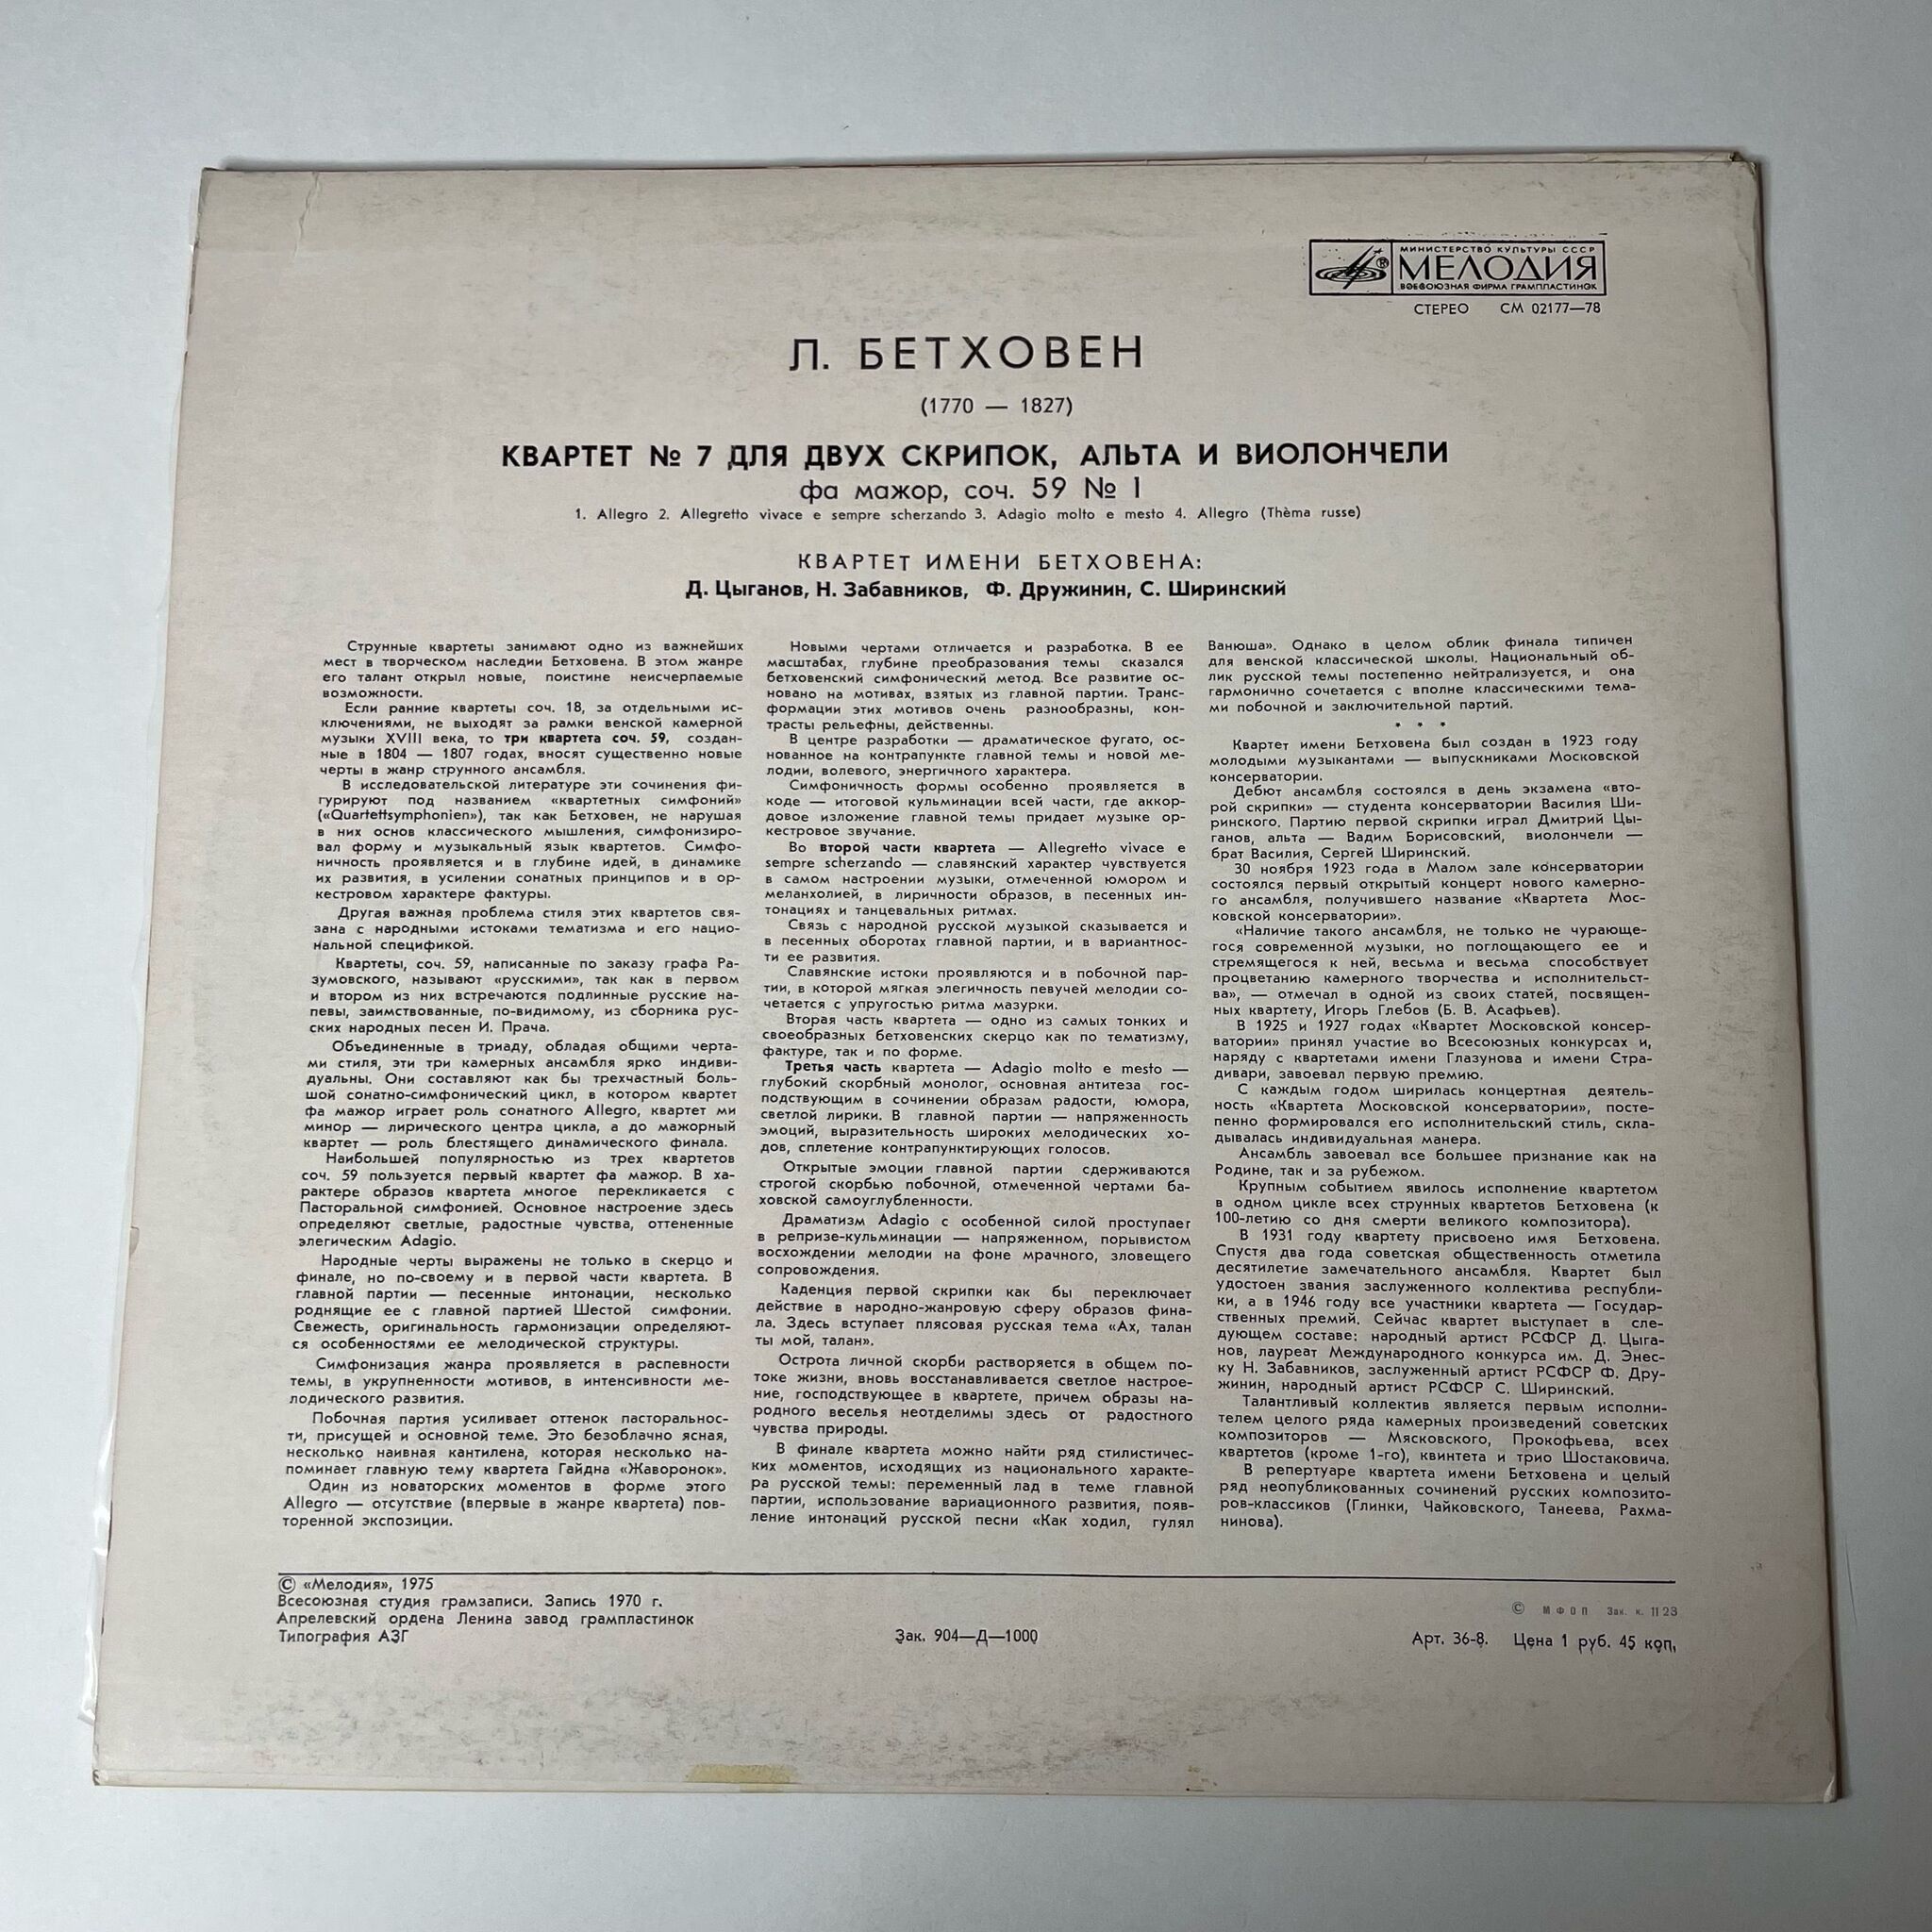 МИНИСТЕРСТВО КУЛЬТУРЫ СССР
МЕЛОДИЯ
ВСЕСОЮЗНАЯ ФИРМА ГРАМПЛАСТИНОК
СТЕРЕО СМ 02177—78
Л. БЕТХОВЕН
(1770 — 1827)
КВАРТЕТ № 7 ДЛЯ ДВУХ СКРИПОК, АЛЬТА И ВИОЛОНЧЕЛИ
фа мажор, соч. 59 № 1
1. Allegro 2. Allegretto vivace e sempre scherzando 3. Adagio molto e mesto 4. Allegro (Thèma russe)
КВАРТЕТ ИМЕНИ БЕТХОВЕНА:
Д. Цыганов, Н. Забавников, Ф. Дружинин, С. Ширинский
Струнные квартеты занимают одно из важнейших
мест в творческом наследии Бетховена. В этом жанре
его талант открыл новые, поистине неисчерпаемые
возможности.
Если ранние квартеты соч. 18, за отдельными ис-
ключениями, не выходят за рамки венской камерной
музыки XVIII века, то три квартета соч. 59, создан-
ные в 1804 — 1807 годах, вносят существенно новые
черты в жанр струнного ансамбля.
В исследовательской литературе эти сочинения фи-
гурируют под названием «квартетных симфоний»
(«Quartettsymphonien»), так как Бетховен, не нарушая
в них основ классического мышления, симфонизиро-
вал форму и музыкальный язык квартетов. Симфо-
ничность проявляется и в глубине идей, в динамике
их развития, в усилении сонатных принципов и в ор-
кестровом характере фактуры.
Другая важная проблема стиля этих квартетов свя-
зана с народными истоками тематизма и его нацио-
нальной спецификой.
Квартеты, соч. 59, написанные по заказу графа Ра-
зумовского, называют «русскими», так как в первом
и втором из них встречаются подлинные русские на-
певы, заимствованные, по-видимому, из сборника рус-
ских народных песен И. Прача.
Объединенные в триаду, обладая общими черта-
ми стиля, эти три камерных ансамбля ярко индиви-
дуальны. Они составляют как бы трехчастный боль-
шой сонатно-симфонический цикл, в котором квартет
фа мажор играет роль сонатного Allegro, квартет ми
минор — лирического центра цикла, а до мажорный
квартет — роль блестящего динамического финала.
Наибольшей популярностью из трех квартетов
соч. 59 пользуется первый квартет фа мажор. В ха-
рактере образов квартета многое перекликается с
Пасторальной симфонией. Основное настроение здесь
определяют светлые, радостные чувства, оттененные
элегическим Adagio.
Народные черты выражены не только в скерцо и
финале, но по-своему и в первой части квартета. В
главной партии — песенные интонации, несколько
роднящие ее с главной партией Шестой симфонии.
Свежесть, оригинальность гармонизации определяют-
ся особенностями ее мелодической структуры.
Симфонизация жанра проявляется в распевности
темы, в укрупненности мотивов, в интенсивности ме-
лодического развития.
Побочная партия усиливает оттенок пасторальнос-
ти, присущей и основной теме. Это безоблачно ясная,
несколько наивная кантилена, которая несколько на-
поминает главную тему квартета Гайдна «Жаворонок».
Один из новаторских моментов в форме этого
Allegro — отсутствие (впервые в жанре квартета) пов-
торенной экспозиции.
Новыми чертами отличается и разработка. В ее
масштабах, глубине преобразования темы сказался
бетховенский симфонический метод. Все развитие ос-
новано на мотивах, взятых из главной партии. Транс-
формации этих мотивов очень разнообразны, кон-
трасты рельефны, действенны.
В центре разработки — драматическое фугато, ос-
нованное на контрапункте главной темы и новой ме-
лодии, волевого, энергичного характера.
Симфоничность формы особенно проявляется в
коде — итоговой кульминации всей части, где аккор-
довое изложение главной темы придает музыке ор-
кестровое звучание.
Во второй части квартета — Allegretto vivace e
sempre scherzando — славянский характер чувствуется
в самом настроении музыки, отмеченной юмором и
меланхолией, в лиричности образов, в песенных ин-
тонациях и танцевальных ритмах.
Связь с народной русской музыкой сказывается и
в песенных оборотах главной партии, и в вариантнос-
ти ее развития.
Славянские истоки проявляются и в побочной пар-
тии, в которой мягкая элегичность певучей мелодии со-
четается с упругостью ритма мазурки.
Вторая часть квартета — одно из самых тонких и
своеобразных бетховенских скерцо как по тематизму,
фактуре, так и по форме.
Третья часть квартета — Adagio molto e mesto —
глубокий скорбный монолог, основная антитеза гос-
подствующим в сочинении образам радости, юмора,
светлой лирики. В главной партии — напряженность
эмоций, выразительность широких мелодических хо-
дов, сплетение контрапунктирующих голосов.
Открытые эмоции главной партии сдерживаются
строгой скорбью побочной, отмеченной чертами ба-
ховской самоуглубленности.
Драматизм Adagio с особенной силой проступает
в репризе-кульминации — напряженном, порывистом
восхождении мелодии на фоне мрачного, зловещего
сопровождения.
Каденция первой скрипки как бы переключает
действие в народно-жанровую сферу образов фина-
ла. Здесь вступает плясовая русская тема «Ах, талан
ты мой, талан».
Острота личной скорби растворяется в общем по-
токе жизни, вновь восстанавливается светлое настрое-
ние, господствующее в квартете, причем образы на-
родного веселья неотделимы здесь от радостного
чувства природы.
В финале квартета можно найти ряд стилистичес-
ких моментов, исходящих из национального характе-
ра русской темы: переменный лад в теме главной
партии, использование вариационного развития, появ-
ление интонаций русской песни «Как ходил, гулял
Ванюша». Однако в целом облик финала типичен
для венской классической школы. Национальный об-
лик русской темы постепенно нейтрализуется, и она
гармонично сочетается с вполне классическими тема-
ми побочной и заключительной партий.
* * *
Квартет имени Бетховена был создан в 1923 году
молодыми музыкантами — выпускниками Московской
консерватории.
Дебют ансамбля состоялся в день экзамена «вто-
рой скрипки» — студента консерватории Василия Ши-
ринского. Партию первой скрипки играл Дмитрий Цы-
ганов, альта — Вадим Борисовский, виолончели —
брат Василия, Сергей Ширинский.
30 ноября 1923 года в Малом зале консерватории
состоялся первый открытый концерт нового камерно-
го ансамбля, получившего название «Квартета Мос-
ковской консерватории».
«Наличие такого ансамбля, не только не чурающе-
гося современной музыки, но поглощающего ее и
стремящегося к ней, весьма и весьма способствует
процветанию камерного творчества и исполнительст-
ва», — отмечал в одной из своих статей, посвящен-
ных квартету, Игорь Глебов (Б. В. Асафьев).
В 1925 и 1927 годах «Квартет Московской консер-
ватории» принял участие во Всесоюзных конкурсах и,
наряду с квартетами имени Глазунова и имени Стра-
дивари, завоевал первую премию.
С каждым годом ширилась концертная деятель-
ность «Квартета Московской консерватории», посте-
пенно формировался его исполнительский стиль, скла-
дывалась индивидуальная манера.
Ансамбль завоевал все большее признание как на
Родине, так и за рубежом.
Крупным событием явилось исполнение квартетом
в одном цикле всех струнных квартетов Бетховена (к
100-летию со дня смерти великого композитора).
В 1931 году квартету присвоено имя Бетховена.
Спустя два года советская общественность отметила
десятилетие замечательного ансамбля. Квартет был
удостоен звания заслуженного коллектива республи-
ки, а в 1946 году все участники квартета — Государ-
ственных премий. Сейчас квартет выступает в сле-
дующем составе: народный артист РСФСР Д. Цыга-
нов, лауреат Международного конкурса им. Д. Энес-
ку Н. Забавников, заслуженный артист РСФСР Ф. Дру-
жинин, народный артист РСФСР С. Ширинский.
Талантливый коллектив является первым исполни-
телем целого ряда камерных произведений советских
композиторов — Мясковского, Прокофьева, всех
квартетов (кроме 1-го), квинтета и трио Шостаковича.
В репертуаре квартета имени Бетховена и целый
ряд неопубликованных сочинений русских композито-
ров-классиков (Глинки, Чайковского, Танеева, Рахма-
нинова).
© «Мелодия», 1975
Всесоюзная студия грамзаписи. Запись 1970 г.
Апрелевский ордена Ленина завод грампластинок
Типография АЗГ
Зак. 904—Д—1000
© МФОП Зак. к. 1123
Арт. 36-8. Цена 1 руб. 45 коп.